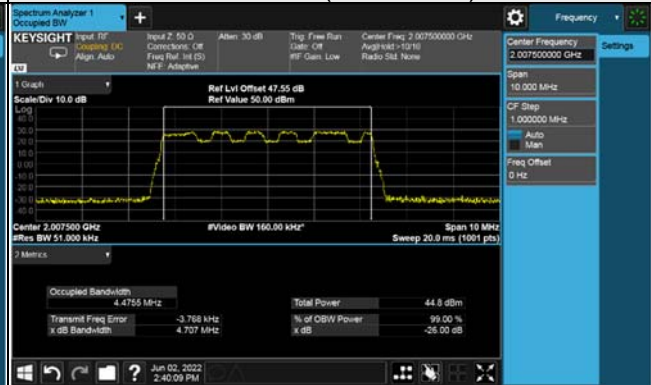 Spectrum Analyzer 1
Occupied BW
+
Frequency
KEYSIGHT
Input: RF
Coupling: DC
Align: Auto
Input Z: 50 Ω
Corrections: Off
Freq Ref: Int (S)
NFE: Adaptive
Atten: 30 dB
Trig: Free Run
Gate: Off
#IF Gain: Low
Center Freq: 2.007500000 GHz
Avg|Hold:>10/10
Radio Std: None
LXI
Center Frequency
2.007500000 GHz
Settings
Span
10.000 MHz
CF Step
1.000000 MHz
Auto
Man
Freq Offset
0 Hz
1 Graph
Scale/Div 10.0 dB
Ref Lvl Offset 47.55 dB
Ref Value 50.00 dBm
Log
40.0
30.0
20.0
10.0
0.00
-10.0
-20.0
-30.0
-40.0
Center 2.007500 GHz
#Res BW 51.000 kHz
#Video BW 160.00 kHz*
Span 10 MHz
Sweep 20.0 ms (1001 pts)
2 Metrics
Occupied Bandwidth
4.4755 MHz
Total Power 44.8 dBm
Transmit Freq Error -3.768 kHz
% of OBW Power 99.00 %
x dB Bandwidth 4.707 MHz
x dB -26.00 dB
?
Jun 02, 2022
2:40:09 PM